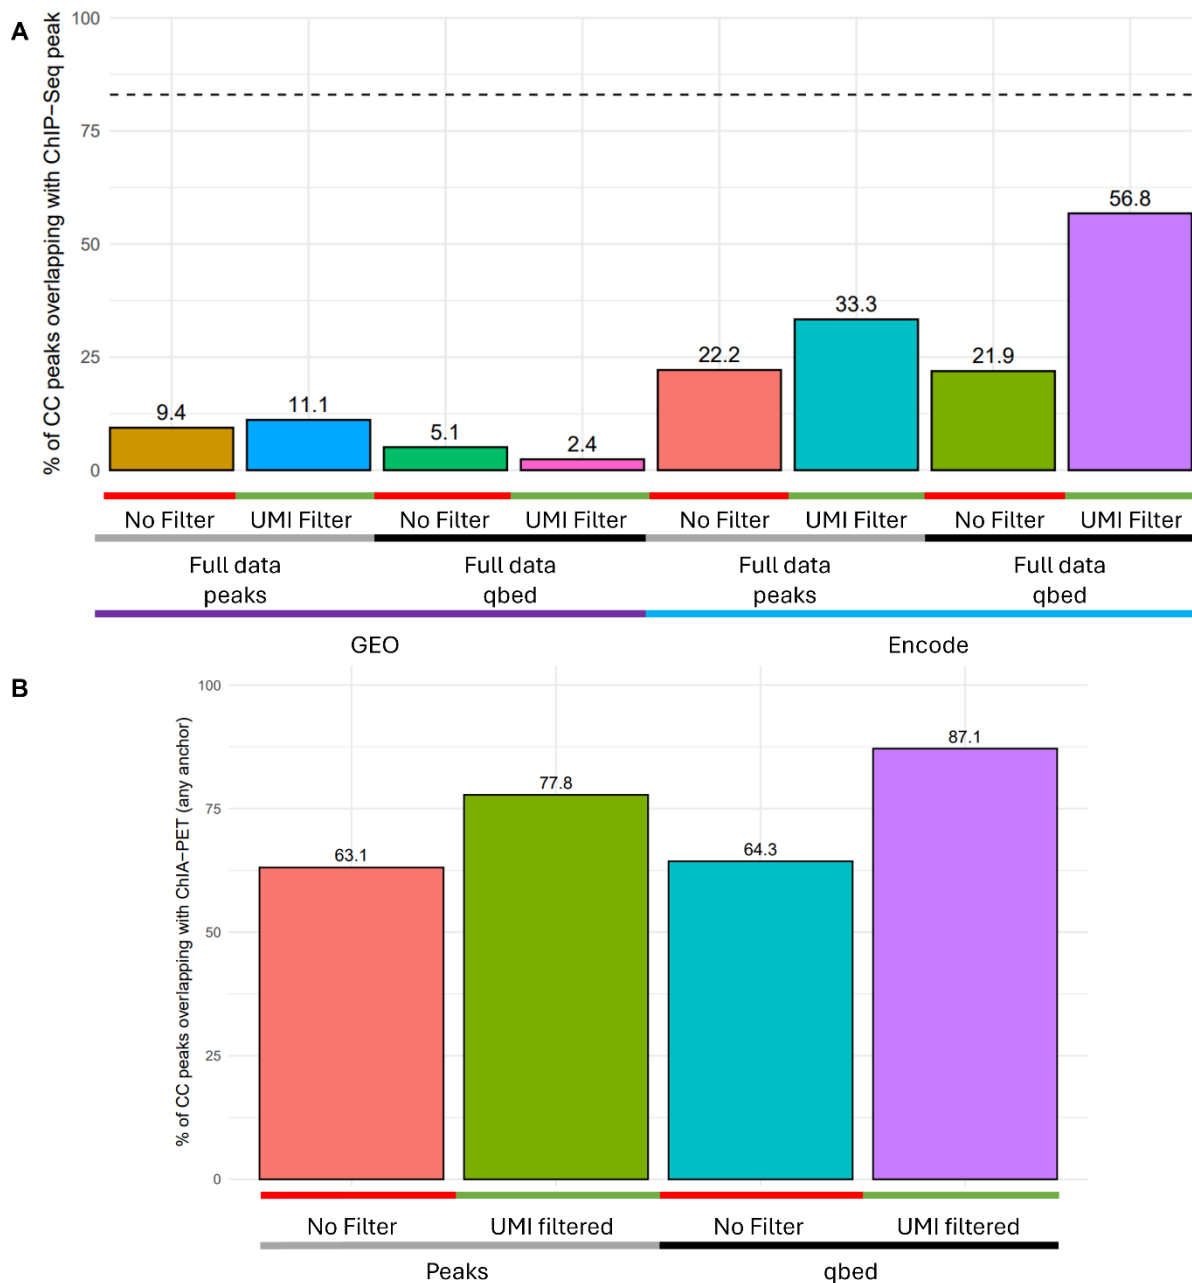 A
% of CC peaks overlapping with ChIP-Seq peak
100
75
50
25
0
9.4
11.1
5.1
2.4
22.2
33.3
21.9
56.8
No Filter
UMI Filter
No Filter
UMI Filter
No Filter
UMI Filter
No Filter
UMI Filter
Full data
peaks
Full data
qbed
Full data
peaks
Full data
qbed
GEO
Encode
B
% of CC peaks overlapping with ChIA-PET (any anchor)
100
75
50
25
0
63.1
77.8
64.3
87.1
No Filter
UMI filtered
No Filter
UMI filtered
Peaks
qbed